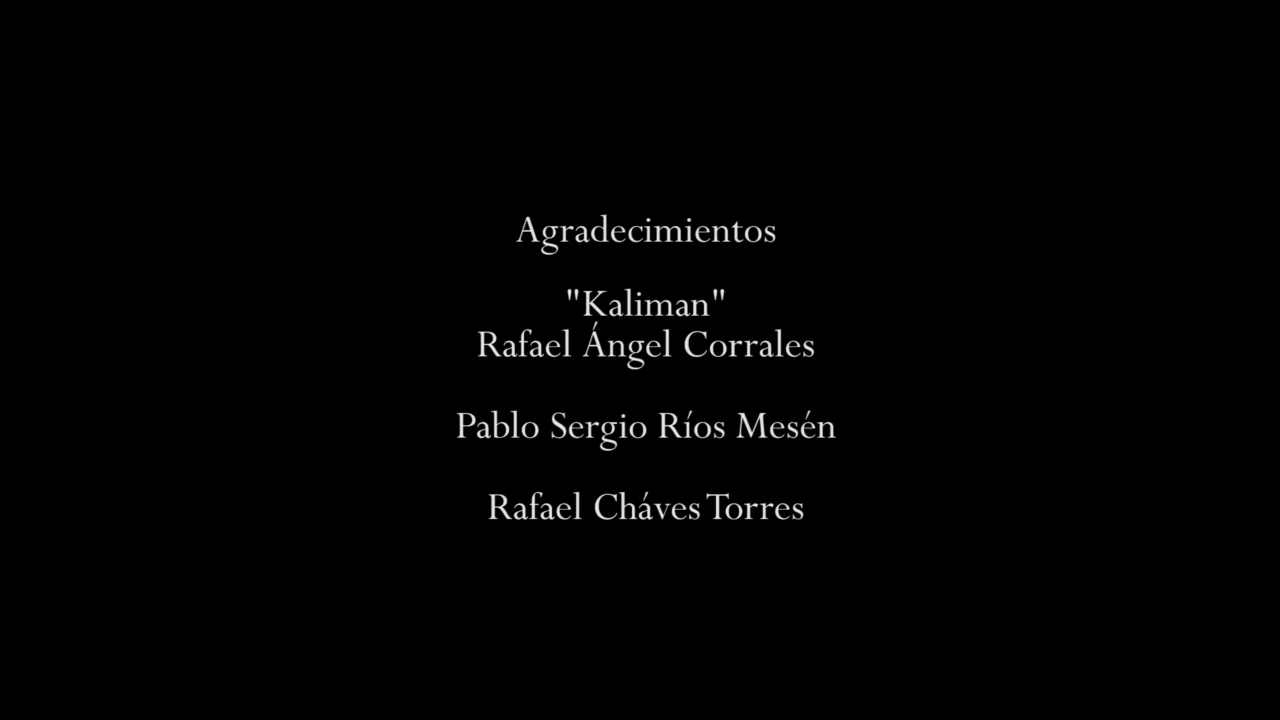 Agradecimientos
"Kaliman"
Rafael Ángel Corrales
Pablo Sergio Ríos Mesén
Rafael Cháves Torres